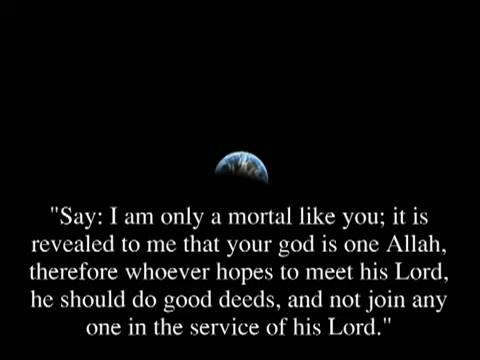 "Say: I am only a mortal like you; it is
revealed to me that your god is one Allah,
therefore whoever hopes to meet his Lord,
he should do good deeds, and not join any
one in the service of his Lord."